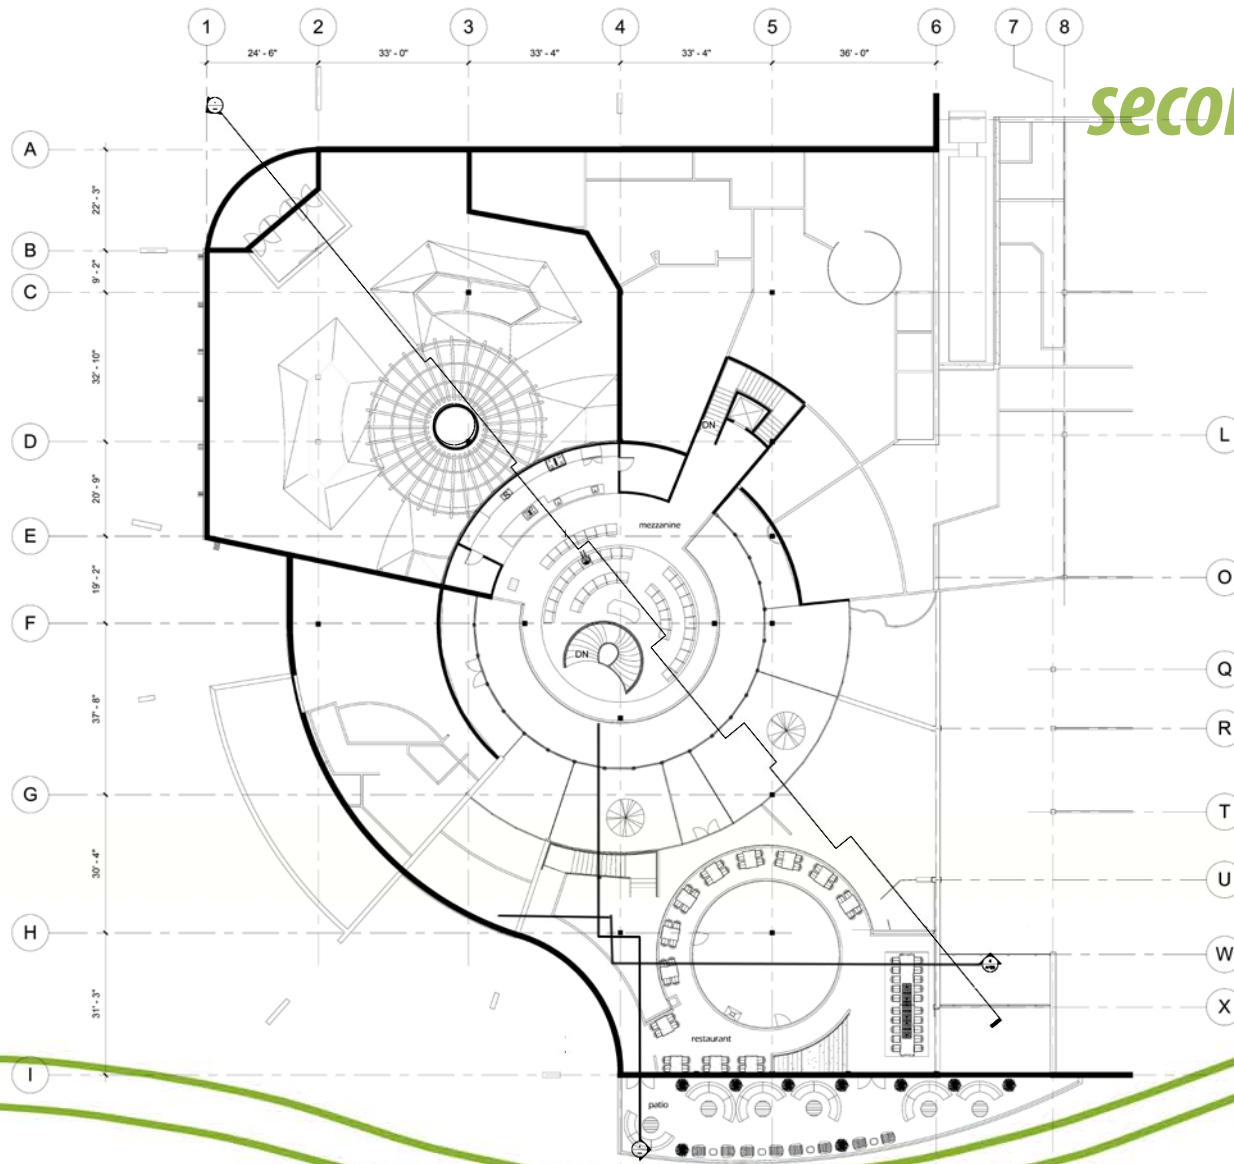 1 2 3 4 5 6 7 8
24' - 6" 33' - 0" 33' - 4" 33' - 4" 36' - 0"
secon
A
22' - 3"
B
9' - 2"
C
32' - 10"
DN
D
L
20' - 9"
mezzanine
E
19' - 2"
O
F
DN
Q
37' - 8"
R
G
T
30' - 4"
U
H
W
31' - 3"
X
restaurant
I
patio